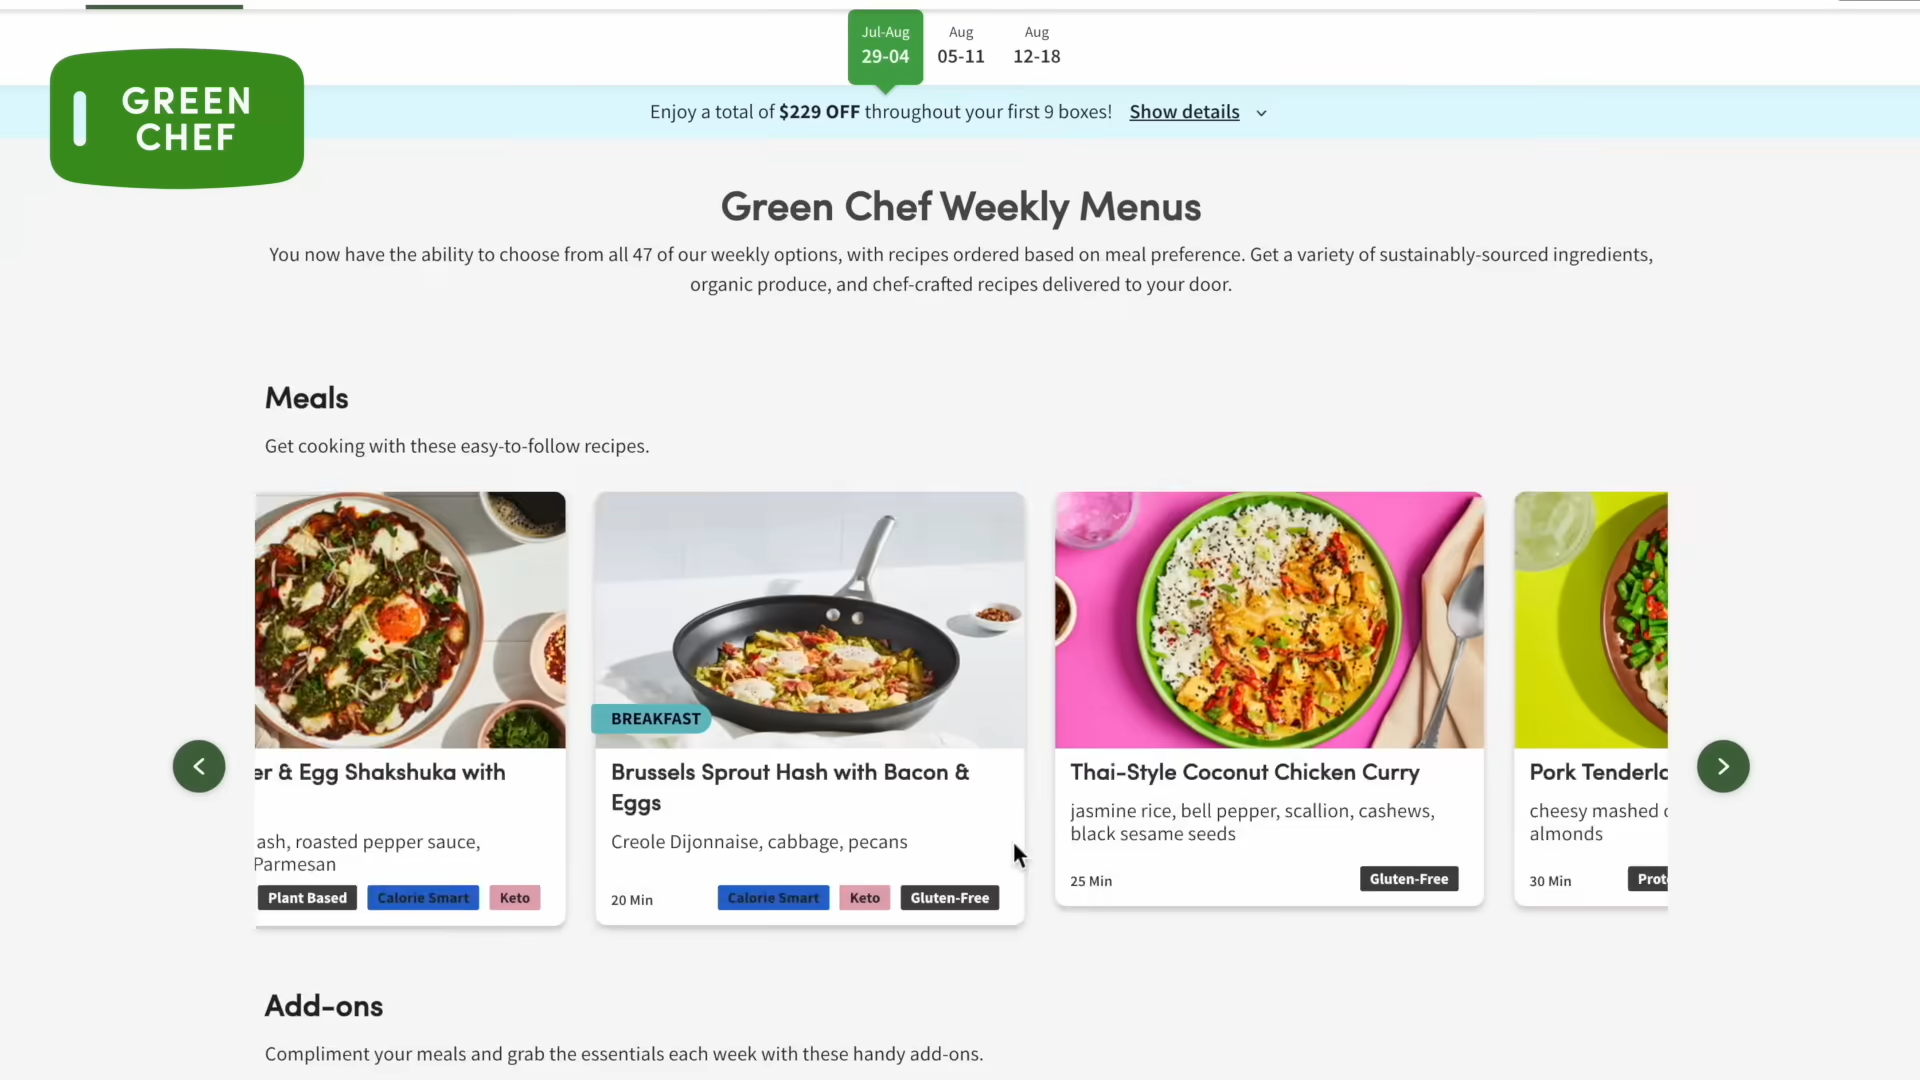 Jul-Aug
29-04
Aug
05-11
Aug
12-18
GREEN
CHEF
Enjoy a total of $229 OFF throughout your first 9 boxes! Show details
Green Chef Weekly Menus
You now have the ability to choose from all 47 of our weekly options, with recipes ordered based on meal preference. Get a variety of sustainably-sourced ingredients,
organic produce, and chef-crafted recipes delivered to your door.
Meals
Get cooking with these easy-to-follow recipes.
er & Egg Shakshuka with
ash, roasted pepper sauce,
Parmesan
Plant Based Calorie Smart Keto
BREAKFAST
Brussels Sprout Hash with Bacon &
Eggs
Creole Dijonnaise, cabbage, pecans
20 Min Calorie Smart Keto Gluten-Free
Thai-Style Coconut Chicken Curry
jasmine rice, bell pepper, scallion, cashews,
black sesame seeds
25 Min Gluten-Free
Pork Tenderlo
cheesy mashed
almonds
30 Min Prot
Add-ons
Compliment your meals and grab the essentials each week with these handy add-ons.